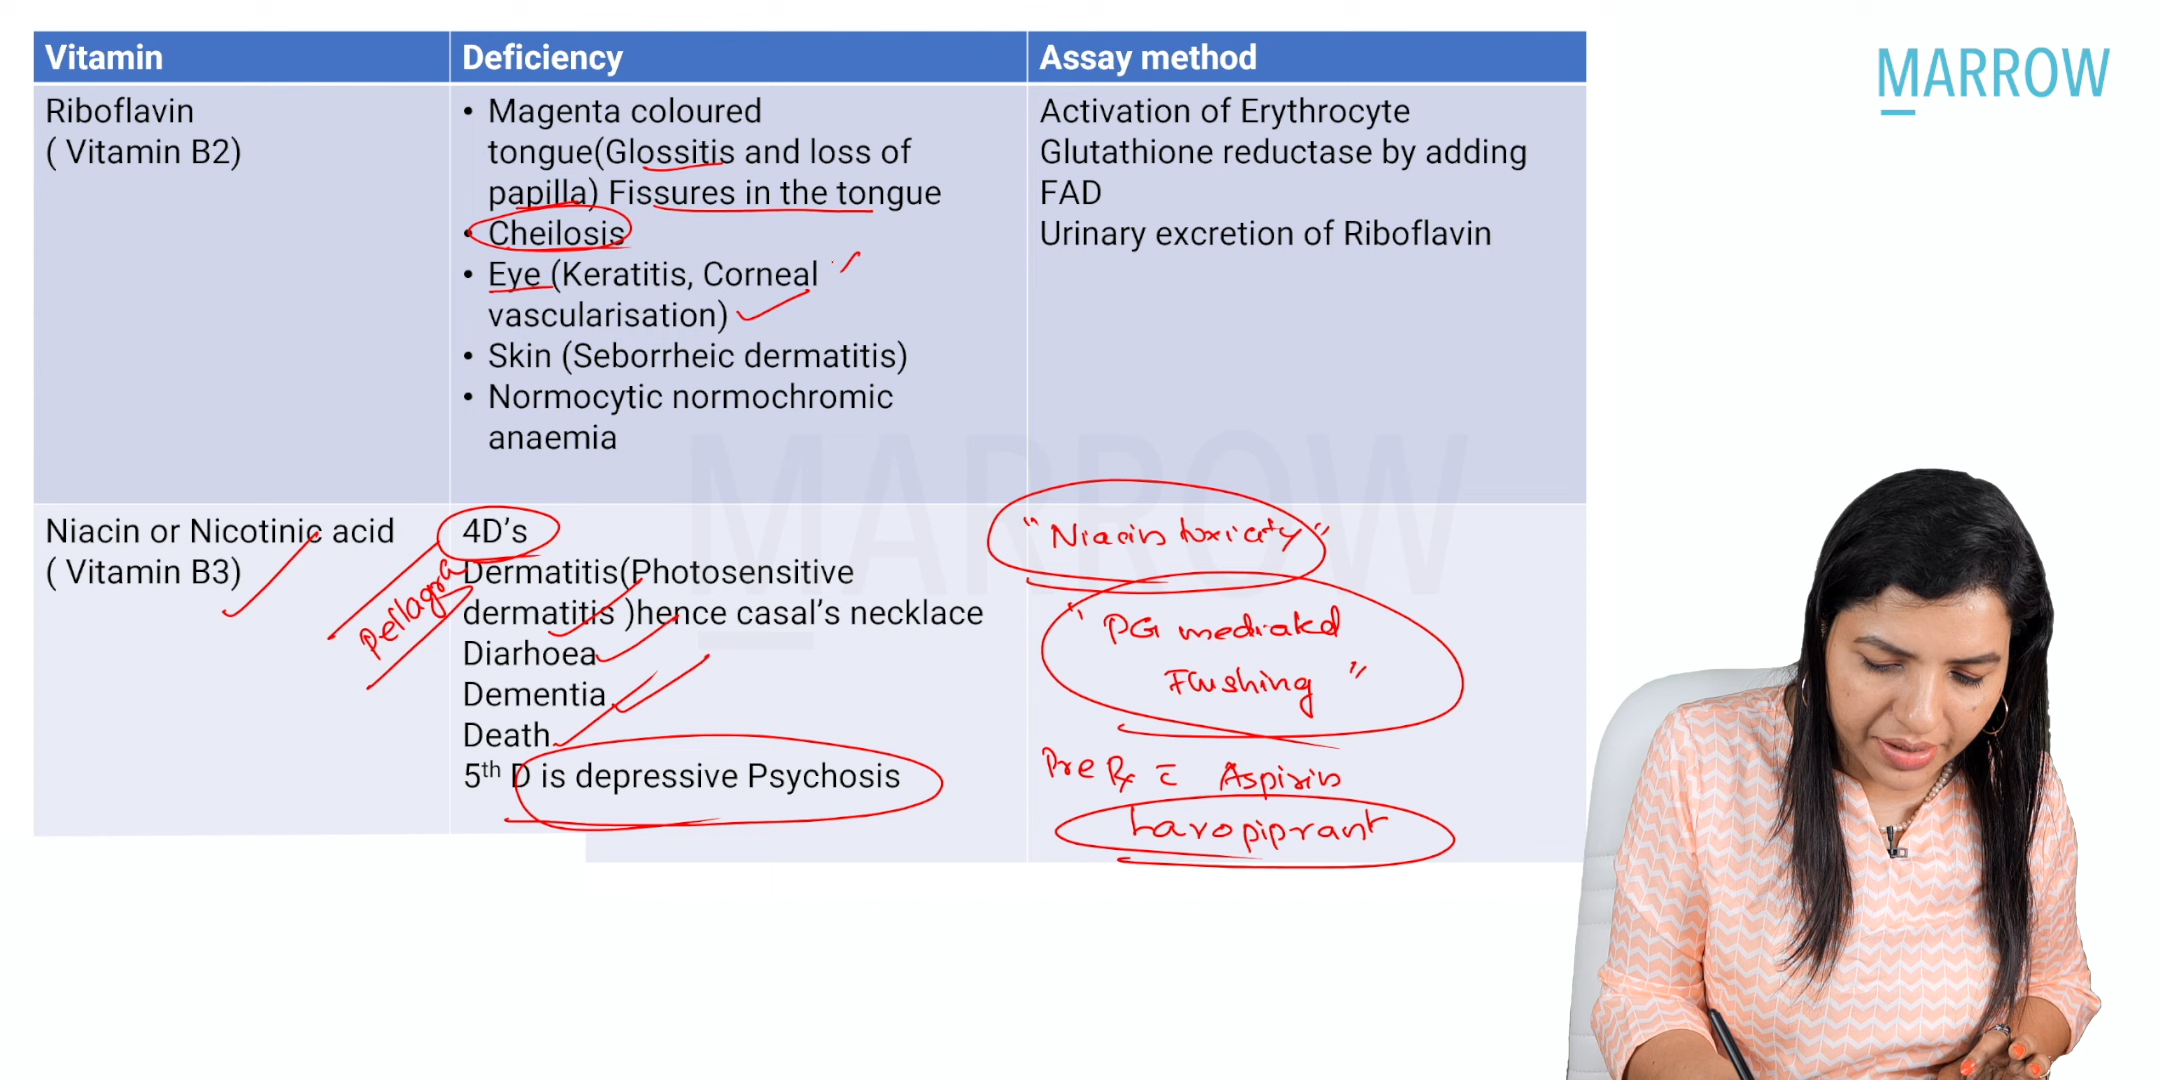 MARROW
Vitamin
Deficiency
Assay method
Riboflavin
( Vitamin B2)
• Magenta coloured
tongue(Glossitis and loss of
papilla) Fissures in the tongue
• Cheilosis
• Eye (Keratitis, Corneal
vascularisation)
• Skin (Seborrheic dermatitis)
• Normocytic normochromic
anaemia
Activation of Erythrocyte
Glutathione reductase by adding
FAD
Urinary excretion of Riboflavin
MARROW
Niacin or Nicotinic acid
( Vitamin B3)
Pellagra
4D's
Dermatitis(Photosensitive
dermatitis )hence casal's necklace
Diarhoea
Dementia
Death
5th D is depressive Psychosis
"Niacin toxicity"
"PG mediated
Flushing"
Pre Rx c̄ Aspirin
Laropiprant